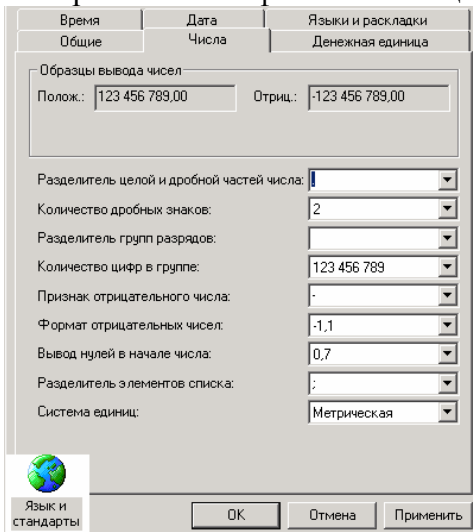 Время Дата Языки и раскладки
Общие Числа Денежная единица
Образцы вывода чисел
Полож.: 123 456 789,00 Отриц.: -123 456 789,00
Разделитель целой и дробной частей числа:
Количество дробных знаков: 2
Разделитель групп разрядов:
Количество цифр в группе: 123 456 789
Признак отрицательного числа: -
Формат отрицательных чисел: -1,1
Вывод нулей в начале числа: 0,7
Разделитель элементов списка: ;
Система единиц: Метрическая
Язык и
стандарты
OK Отмена Применить